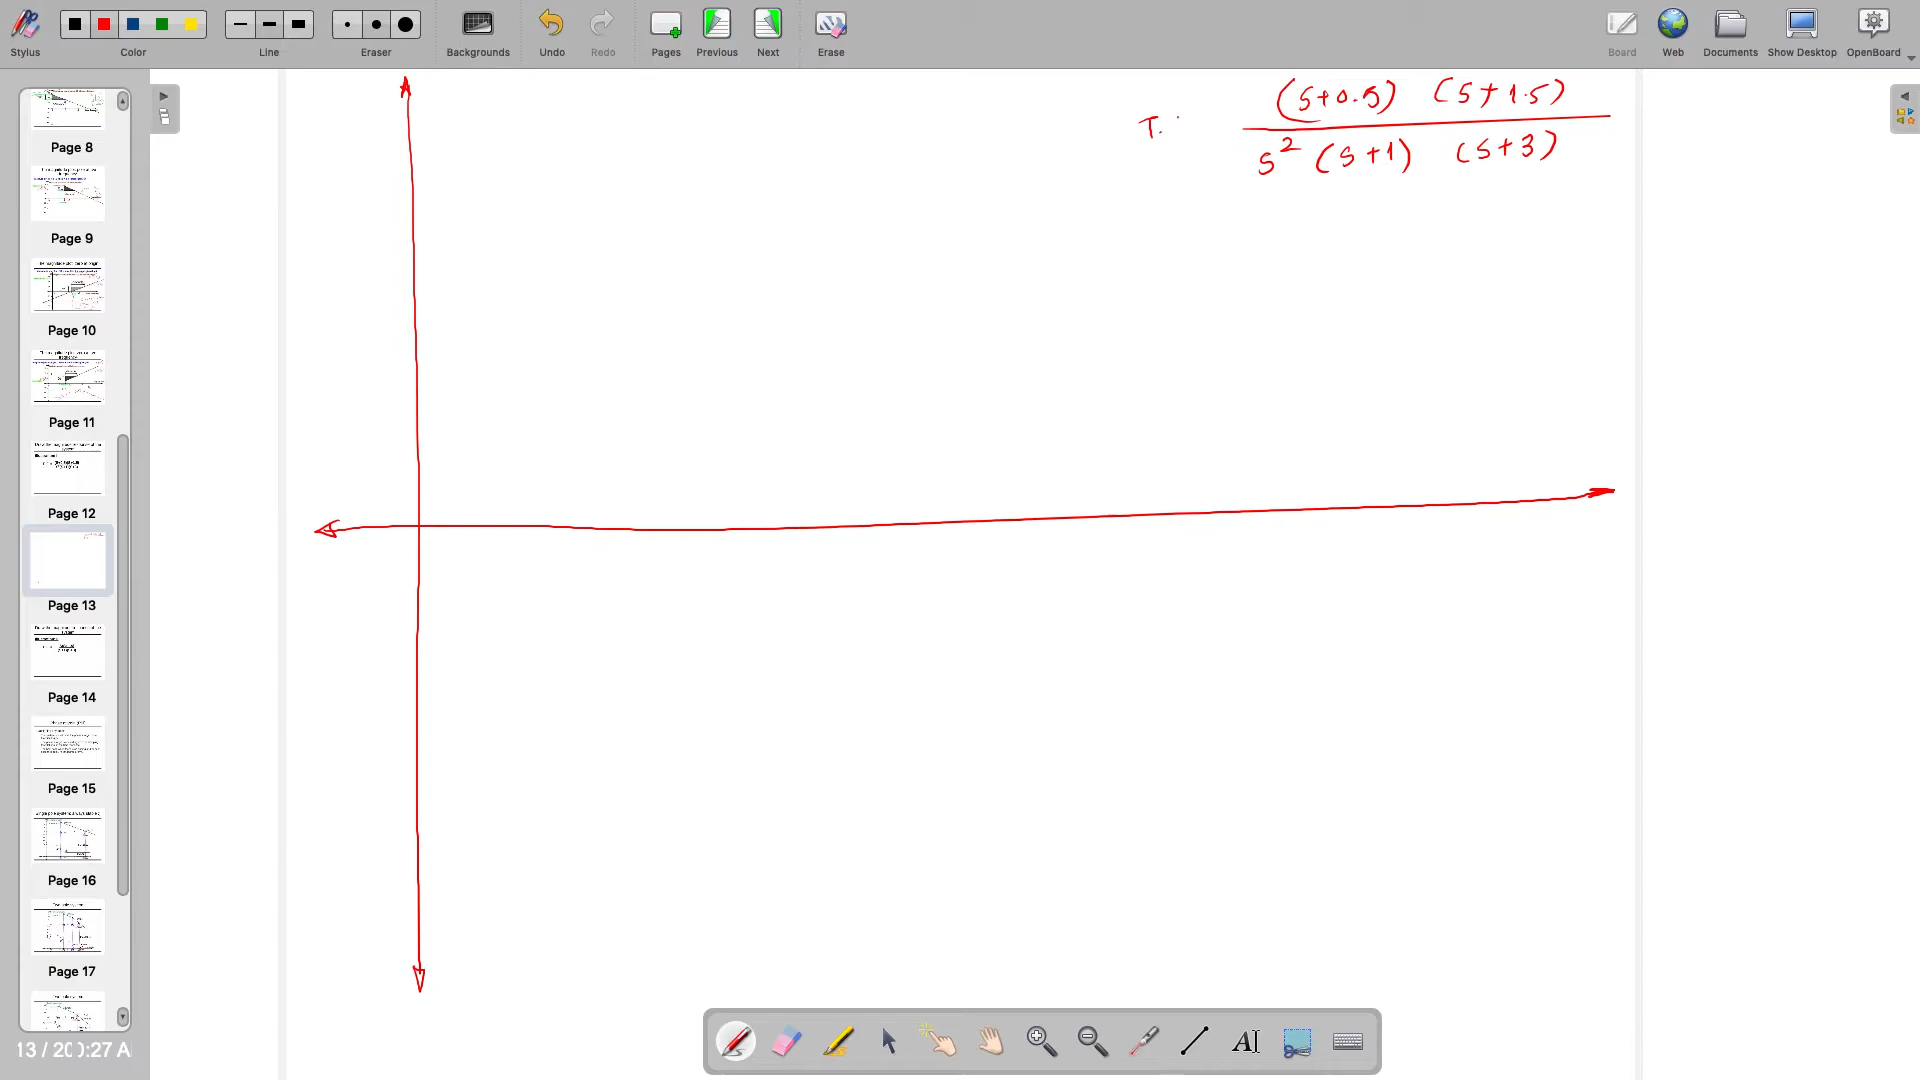 Stylus
Color
Line
Eraser
Backgrounds
Undo
Redo
Pages
Previous
Next
Erase
Board
Web
Documents
Show Desktop
OpenBoard
Page 8
Page 9
Page 10
Page 11
Page 12
Page 13
Page 14
Page 15
Page 16
Page 17
T.
(s+0.5) (s+1.5)
s² (s+1) (s+3)